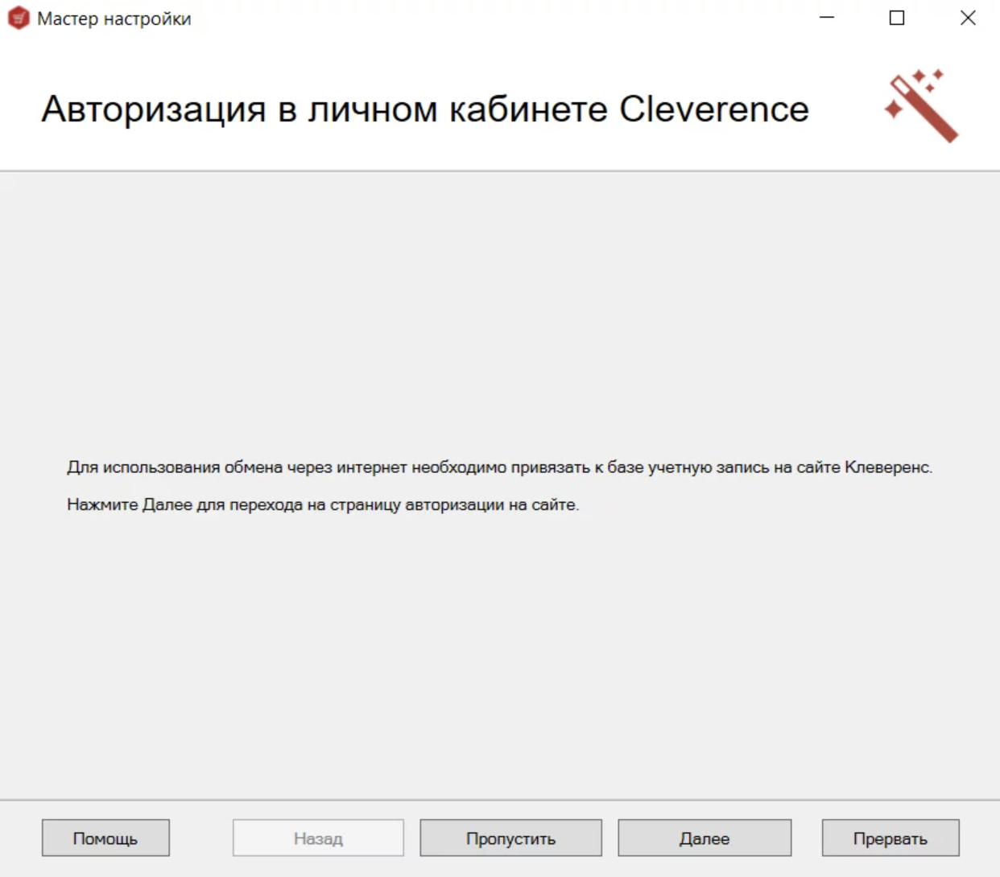 Мастер настройки
Авторизация в личном кабинете Cleverence
Для использования обмена через интернет необходимо привязать к базе учетную запись на сайте Клеверенс.
Нажмите Далее для перехода на страницу авторизации на сайте.
Помощь
Назад
Пропустить
Далее
Прервать